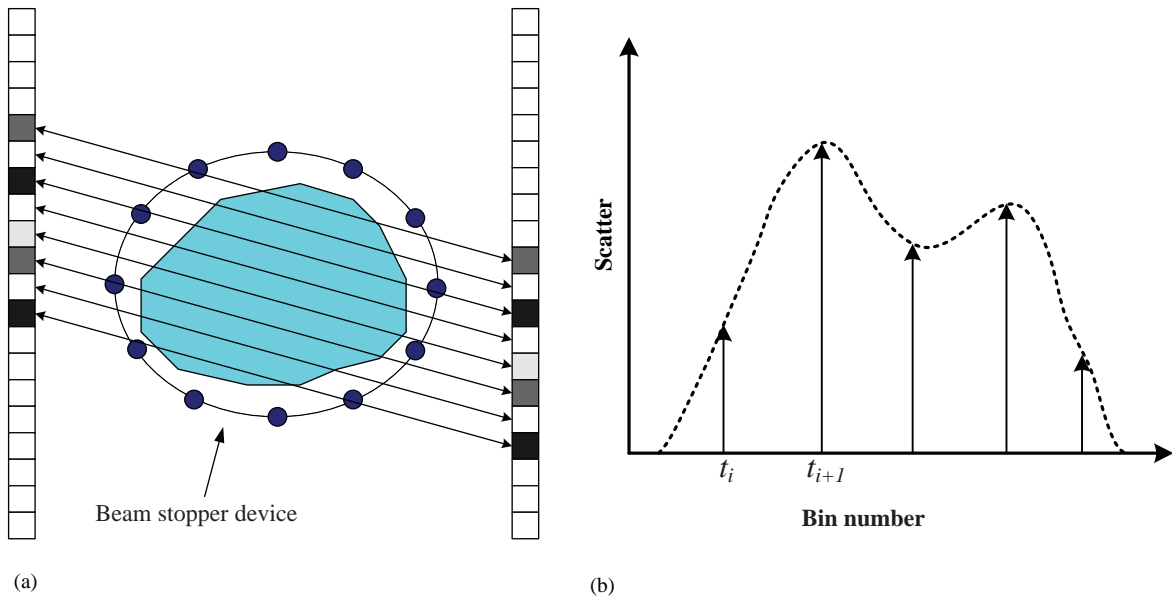 Beam stopper device
(a)
Scatter
t_i
t_{i+1}
Bin number
(b)